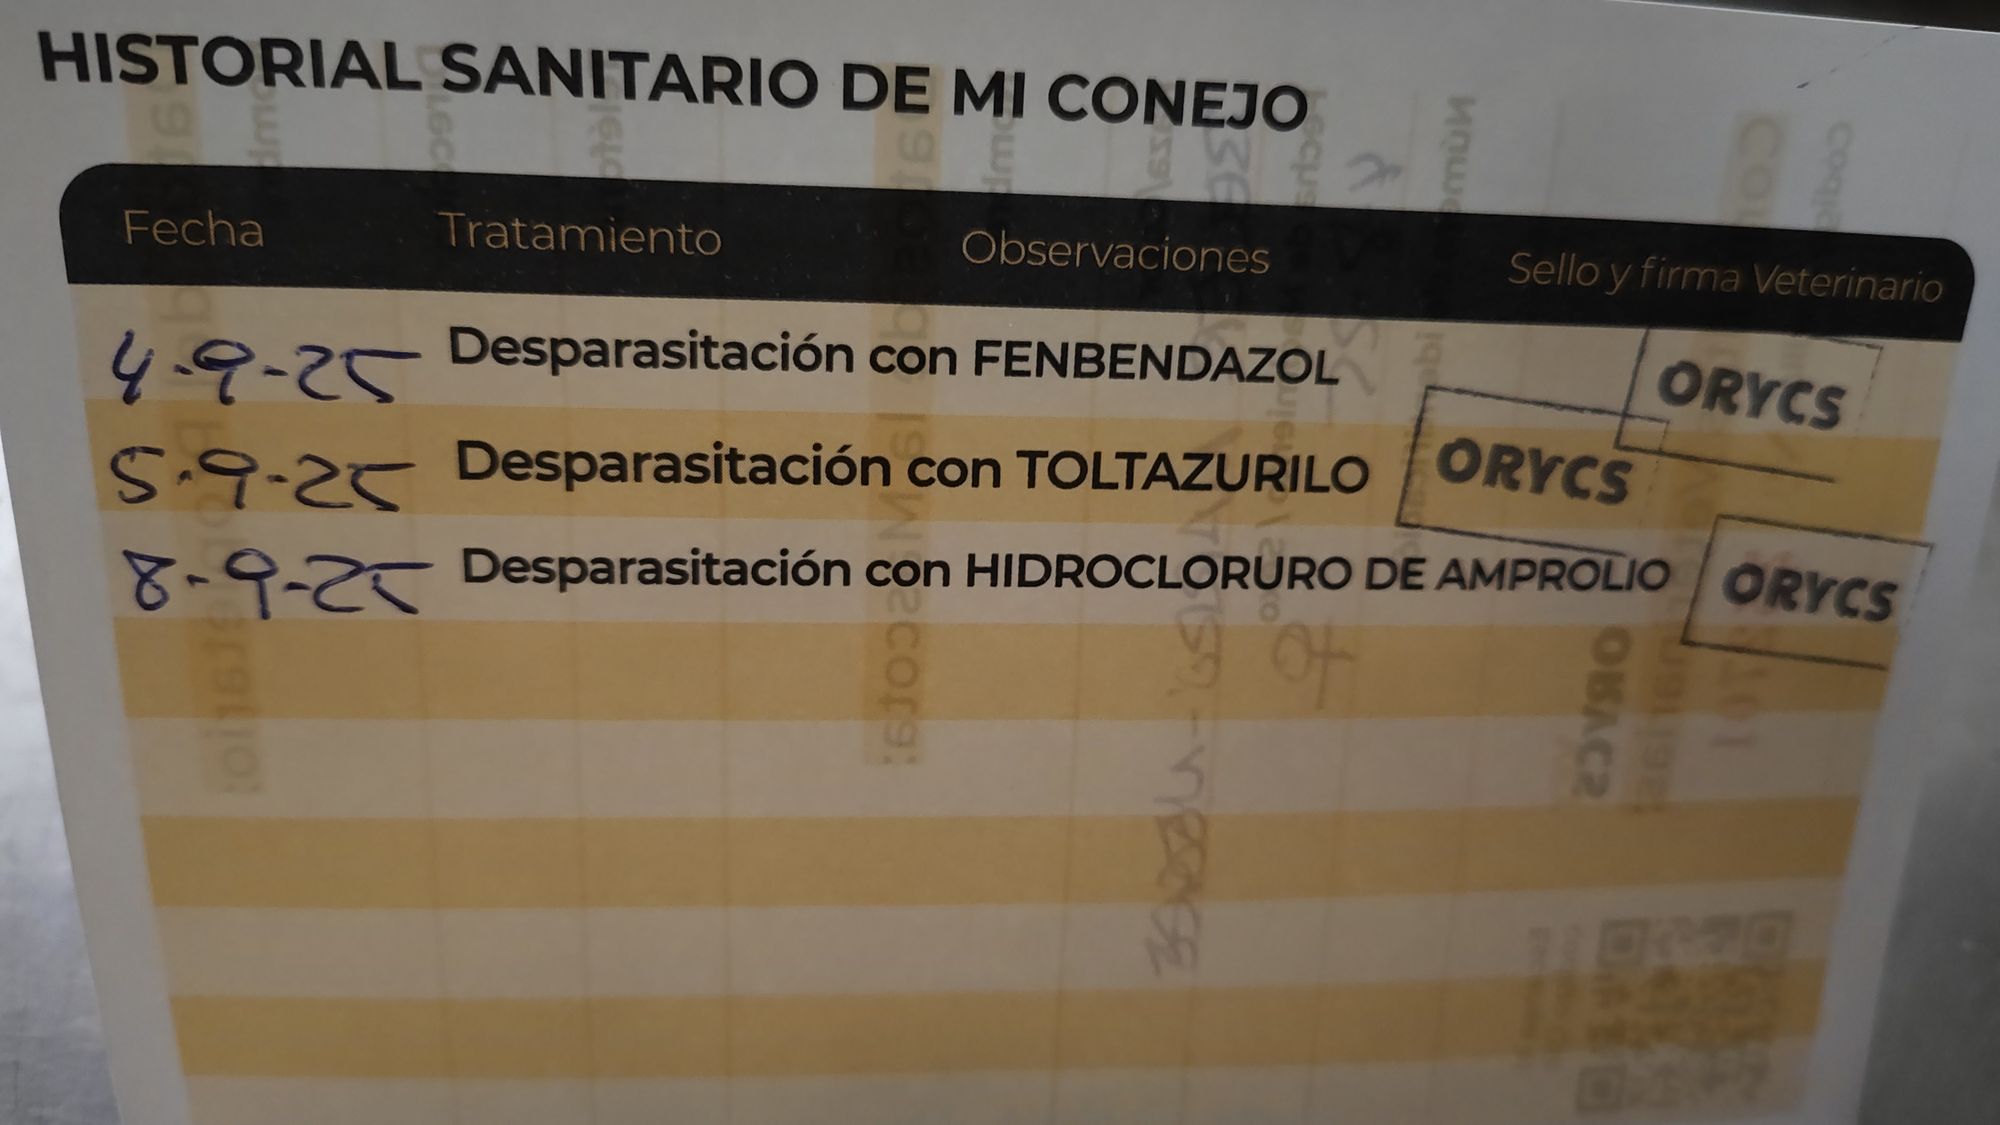 HISTORIAL SANITARIO DE MI CONEJO
Fecha Tratamiento Observaciones Sello y firma Veterinario
4-9-25 Desparasitación con FENBENDAZOL ORYCS
5-9-25 Desparasitación con TOLTAZURILO ORYCS
8-9-25 Desparasitación con HIDROCLORURO DE AMPROLIO ORYCS